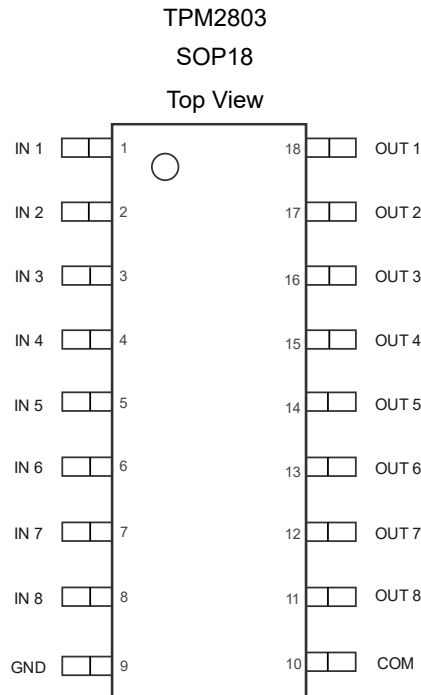 TPM2803
SOP18
Top View
IN 1 1 18 OUT 1
IN 2 2 17 OUT 2
IN 3 3 16 OUT 3
IN 4 4 15 OUT 4
IN 5 5 14 OUT 5
IN 6 6 13 OUT 6
IN 7 7 12 OUT 7
IN 8 8 11 OUT 8
GND 9 10 COM